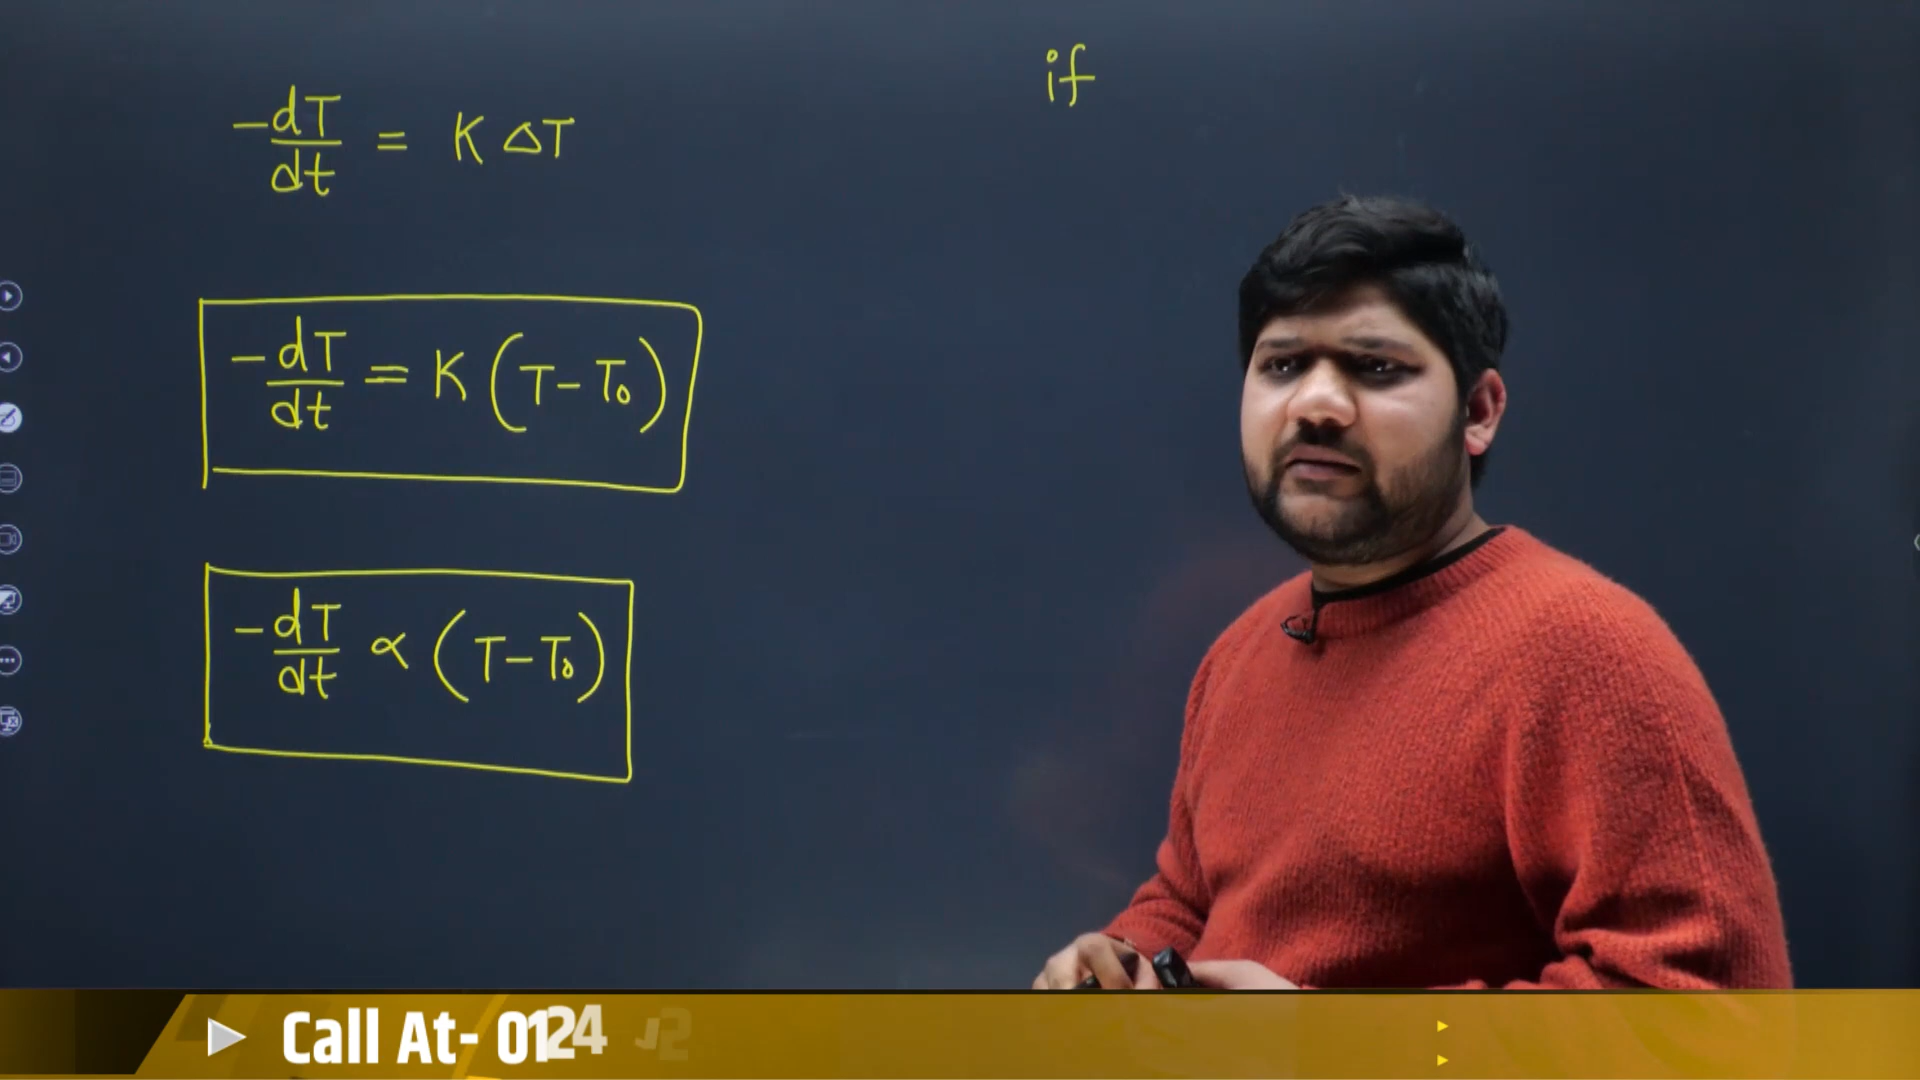 -dT/dt = K ΔT
if
-dT/dt = K (T-T₀)
-dT/dt ∝ (T-T₀)
Call At- 0124